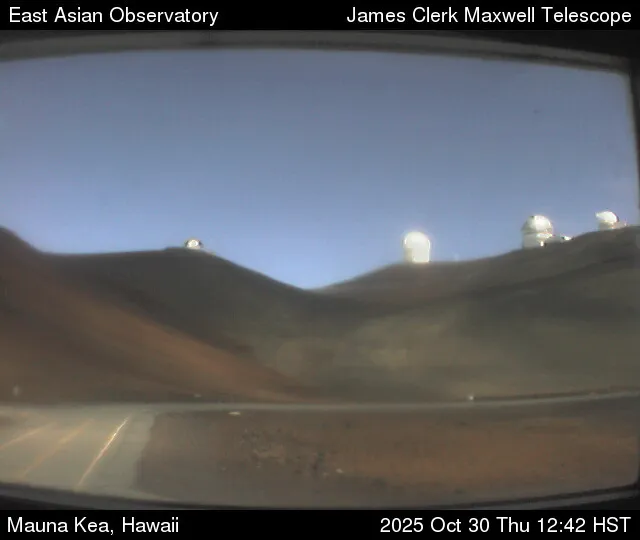 East Asian Observatory
James Clerk Maxwell Telescope
Mauna Kea, Hawaii
2025 Oct 30 Thu 12:42 HST